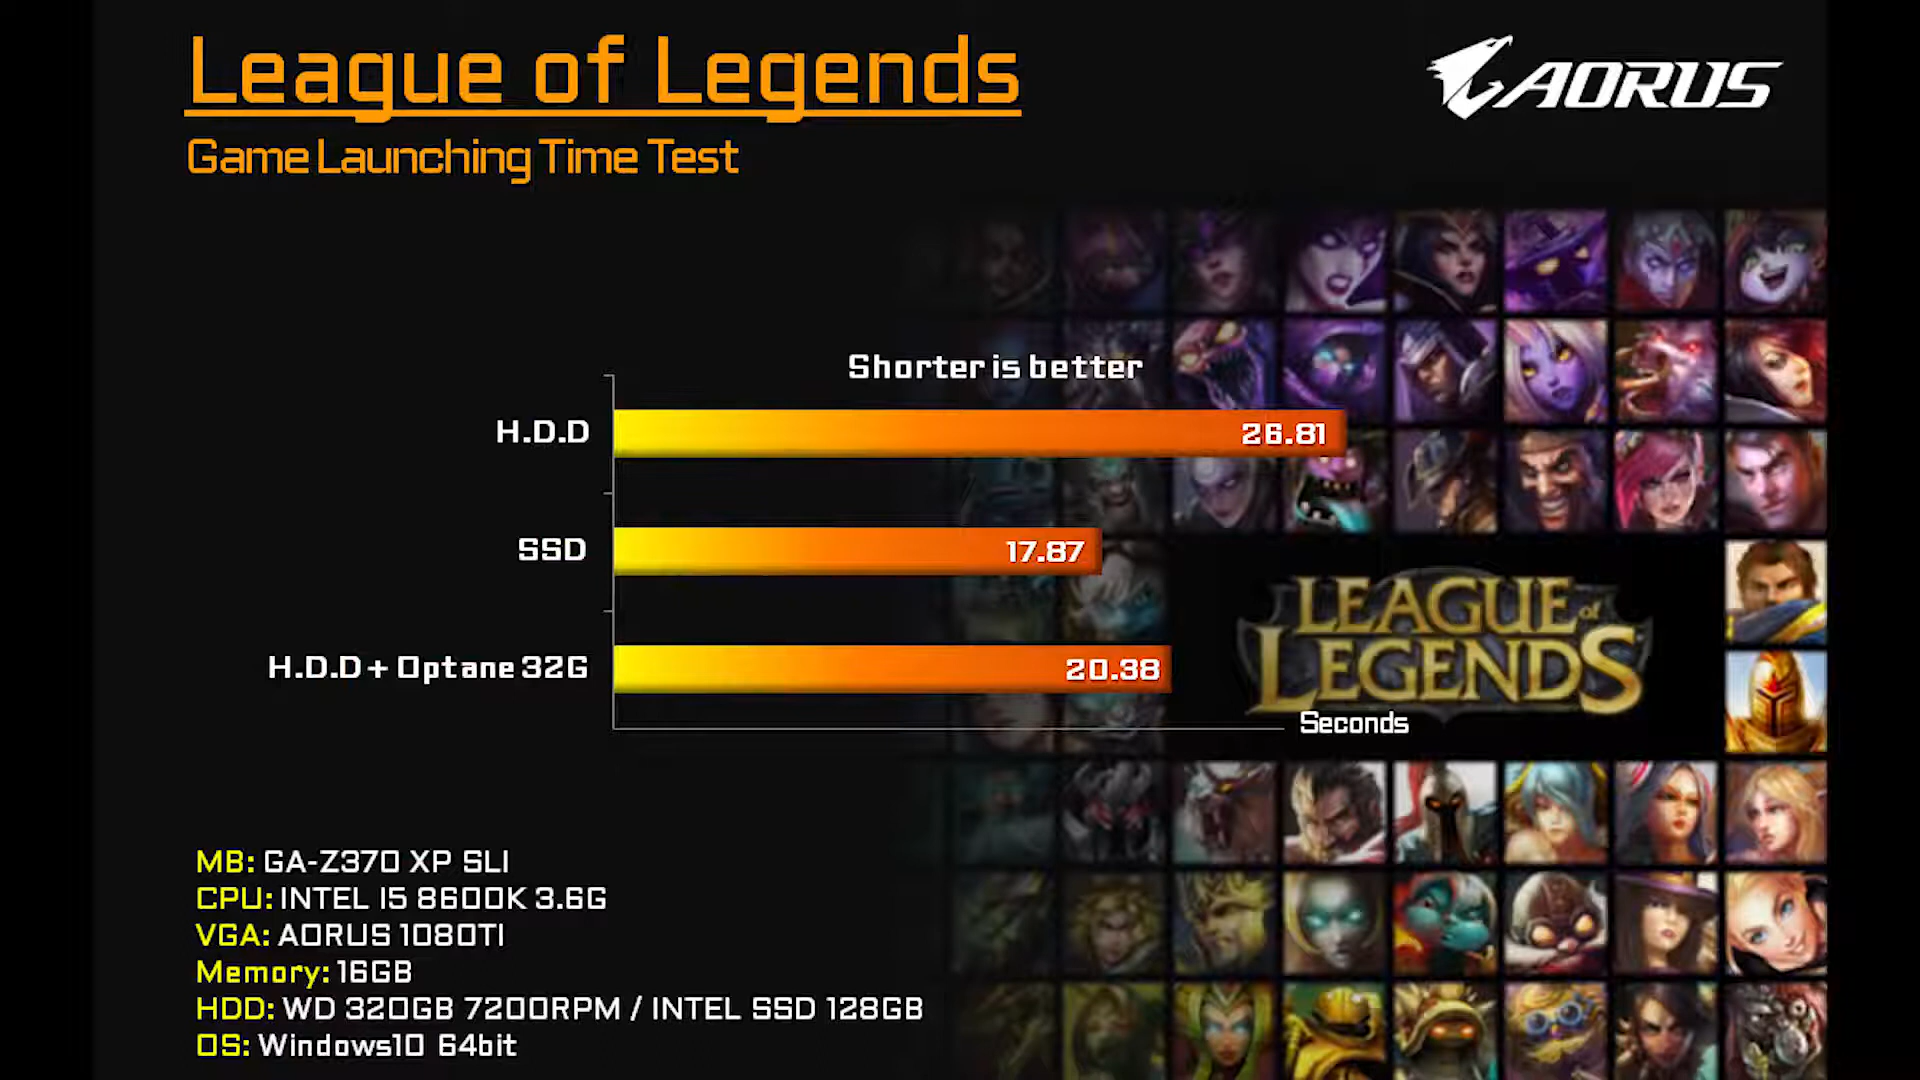 League of Legends
AORUS
Game Launching Time Test
Shorter is better
H.D.D
26.81
SSD
17.87
H.D.D + Optane 32G
20.38
LEAGUE of
LEGENDS
Seconds
MB: GA-Z370 XP SLI
CPU: INTEL I5 8600K 3.6G
VGA: AORUS 1080TI
Memory: 16GB
HDD: WD 320GB 7200RPM / INTEL SSD 128GB
OS: Windows10 64bit